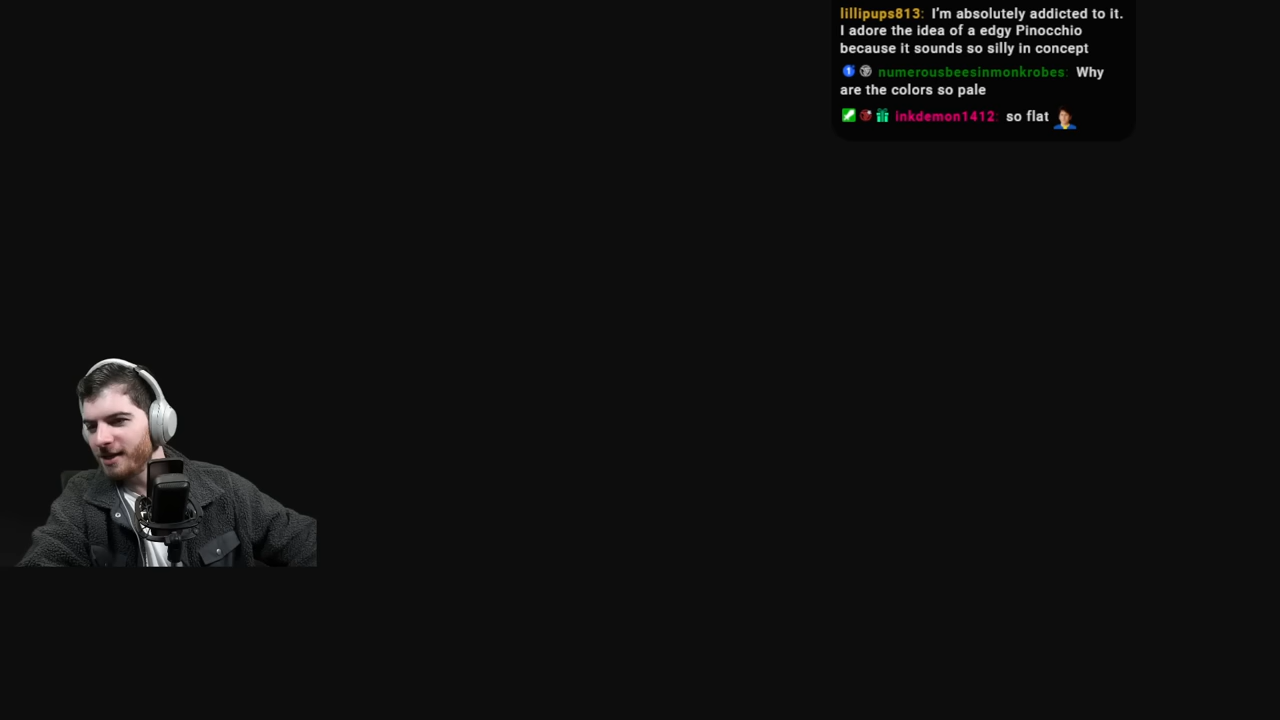 lillipups813: I'm absolutely addicted to it.
I adore the idea of a edgy Pinocchio
because it sounds so silly in concept
1 numerousbeesinmonkrobes: Why
are the colors so pale
inkdemon1412: so flat